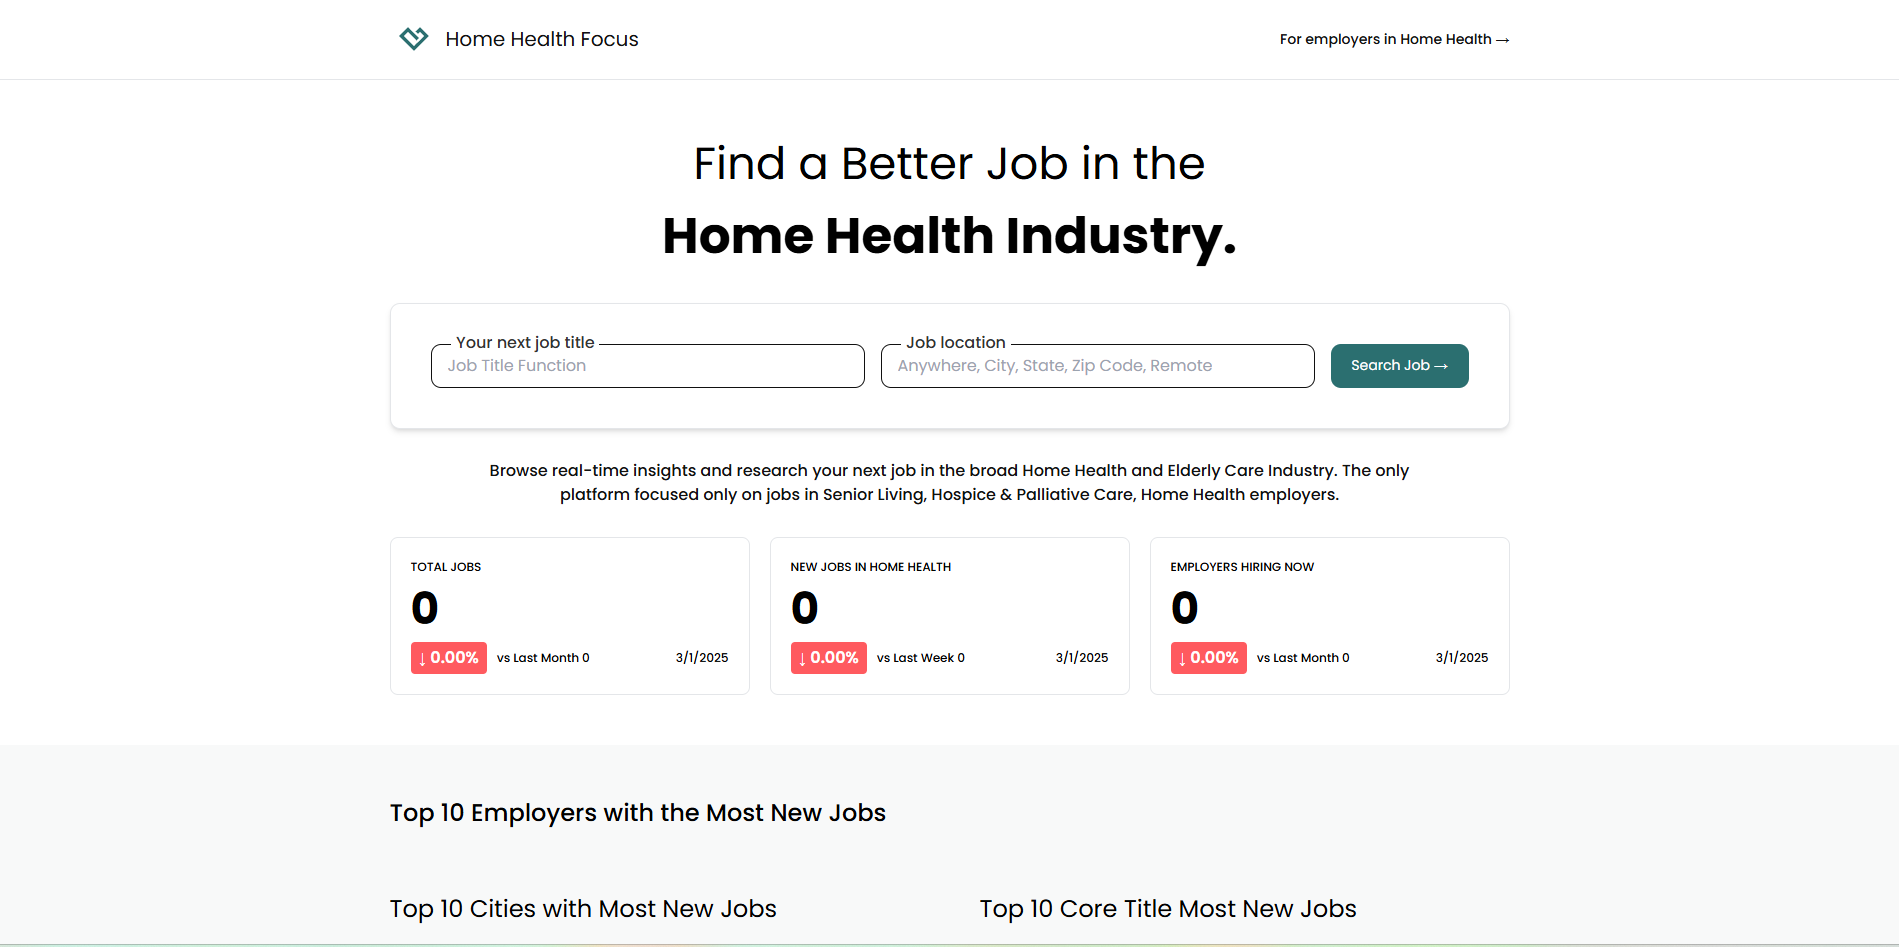 Home Health Focus
For employers in Home Health →
Find a Better Job in the
Home Health Industry.
Your next job title
Job Title Function
Job location
Anywhere, City, State, Zip Code, Remote
Search Job →
Browse real-time insights and research your next job in the broad Home Health and Elderly Care Industry. The only
platform focused only on jobs in Senior Living, Hospice & Palliative Care, Home Health employers.
TOTAL JOBS
0
↓ 0.00% vs Last Month 0 3/1/2025
NEW JOBS IN HOME HEALTH
0
↓ 0.00% vs Last Week 0 3/1/2025
EMPLOYERS HIRING NOW
0
↓ 0.00% vs Last Month 0 3/1/2025
Top 10 Employers with the Most New Jobs
Top 10 Cities with Most New Jobs
Top 10 Core Title Most New Jobs